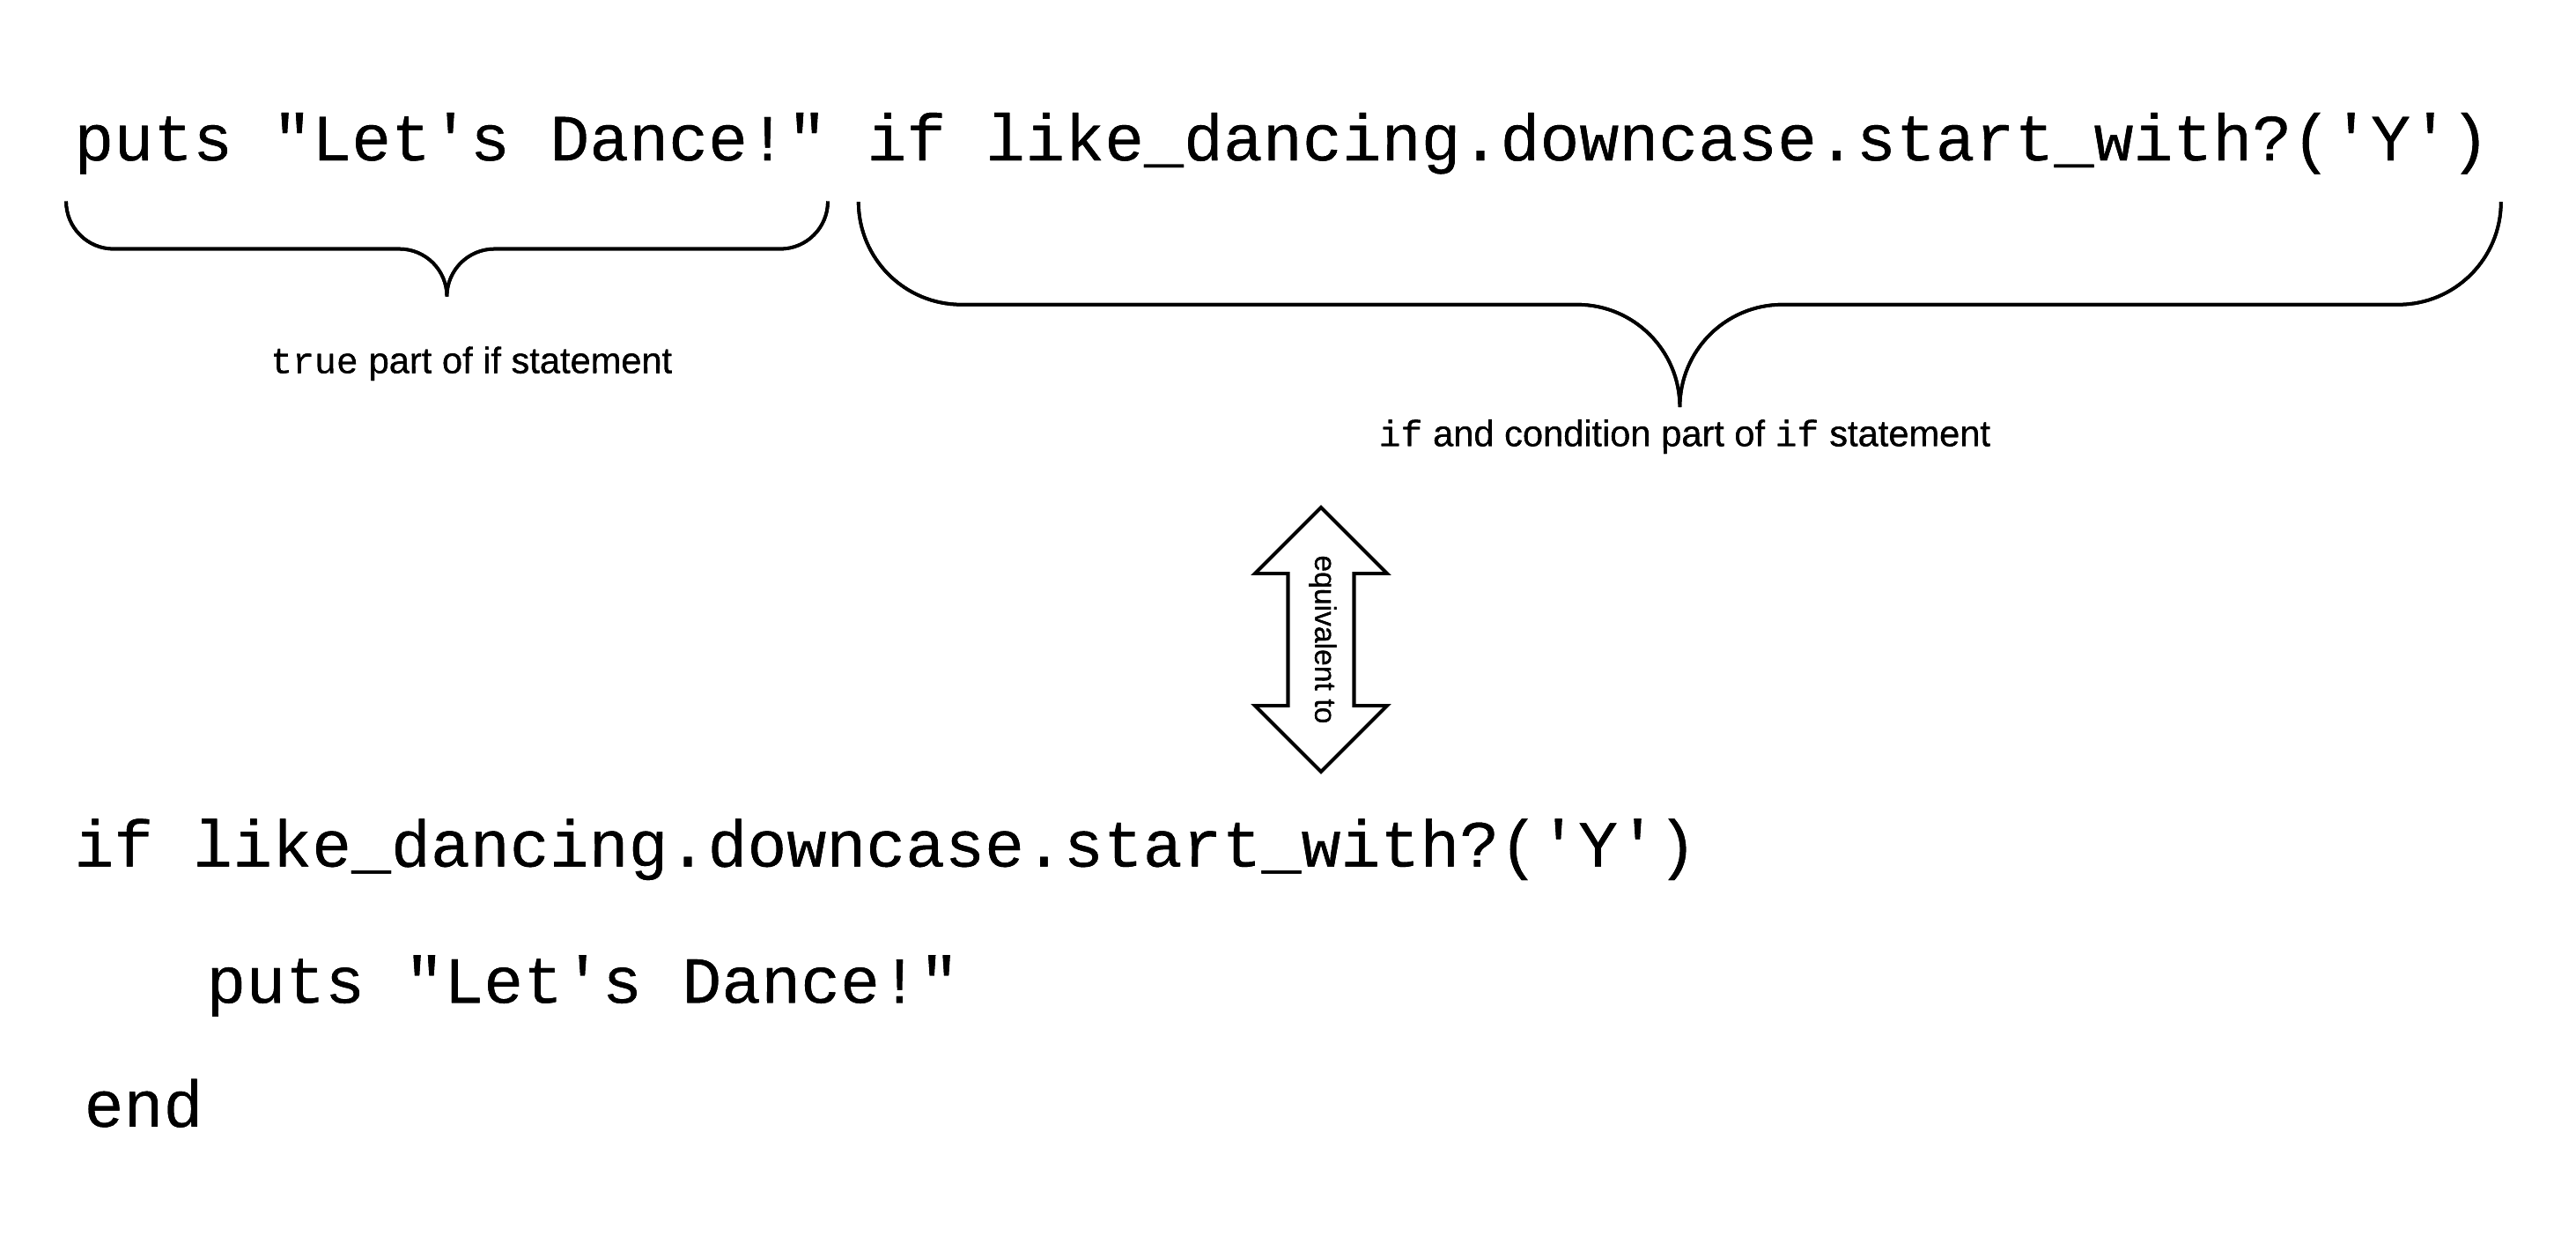 puts "Let's Dance!" if like_dancing.downcase.start_with?('Y')
true part of if statement
if and condition part of if statement
equivalent to
if like_dancing.downcase.start_with?('Y')
puts "Let's Dance!"
end